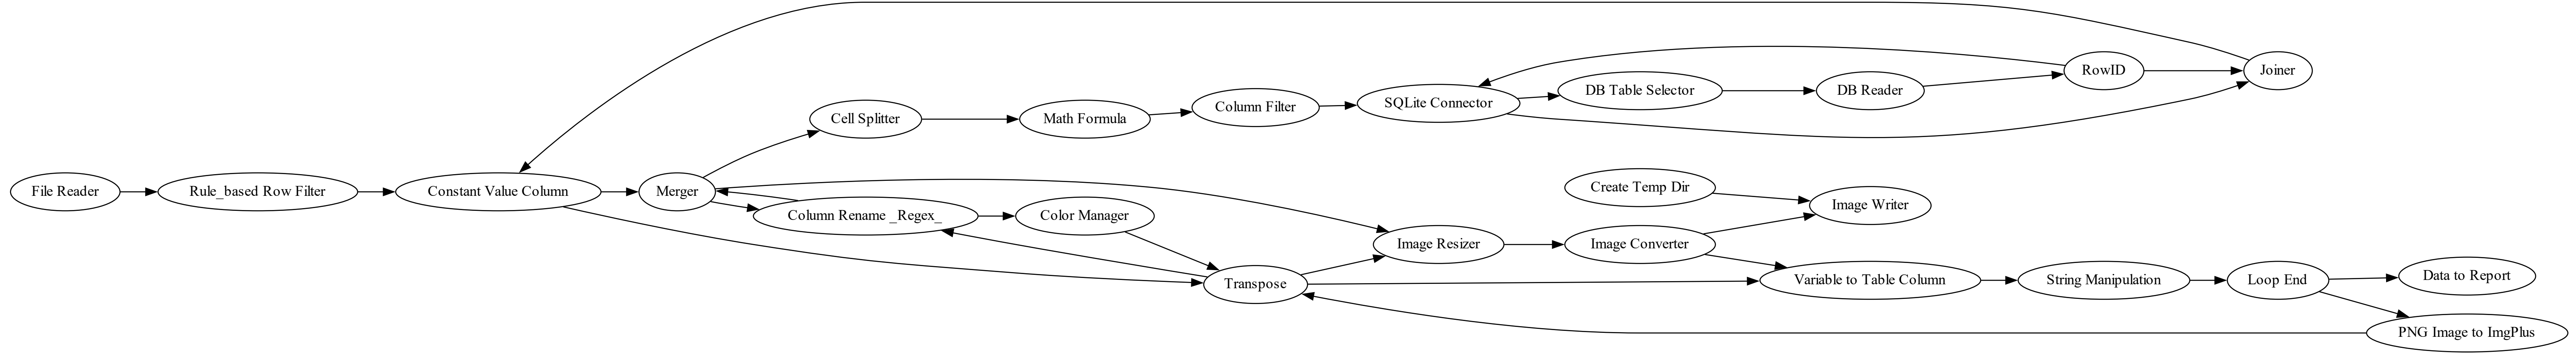 File Reader
Rule_based Row Filter
Constant Value Column
Merger
Cell Splitter
Math Formula
Column Filter
SQLite Connector
DB Table Selector
DB Reader
RowID
Joiner
Column Rename _Regex_
Color Manager
Transpose
Image Resizer
Create Temp Dir
Image Converter
Image Writer
Variable to Table Column
String Manipulation
Loop End
Data to Report
PNG Image to ImgPlus